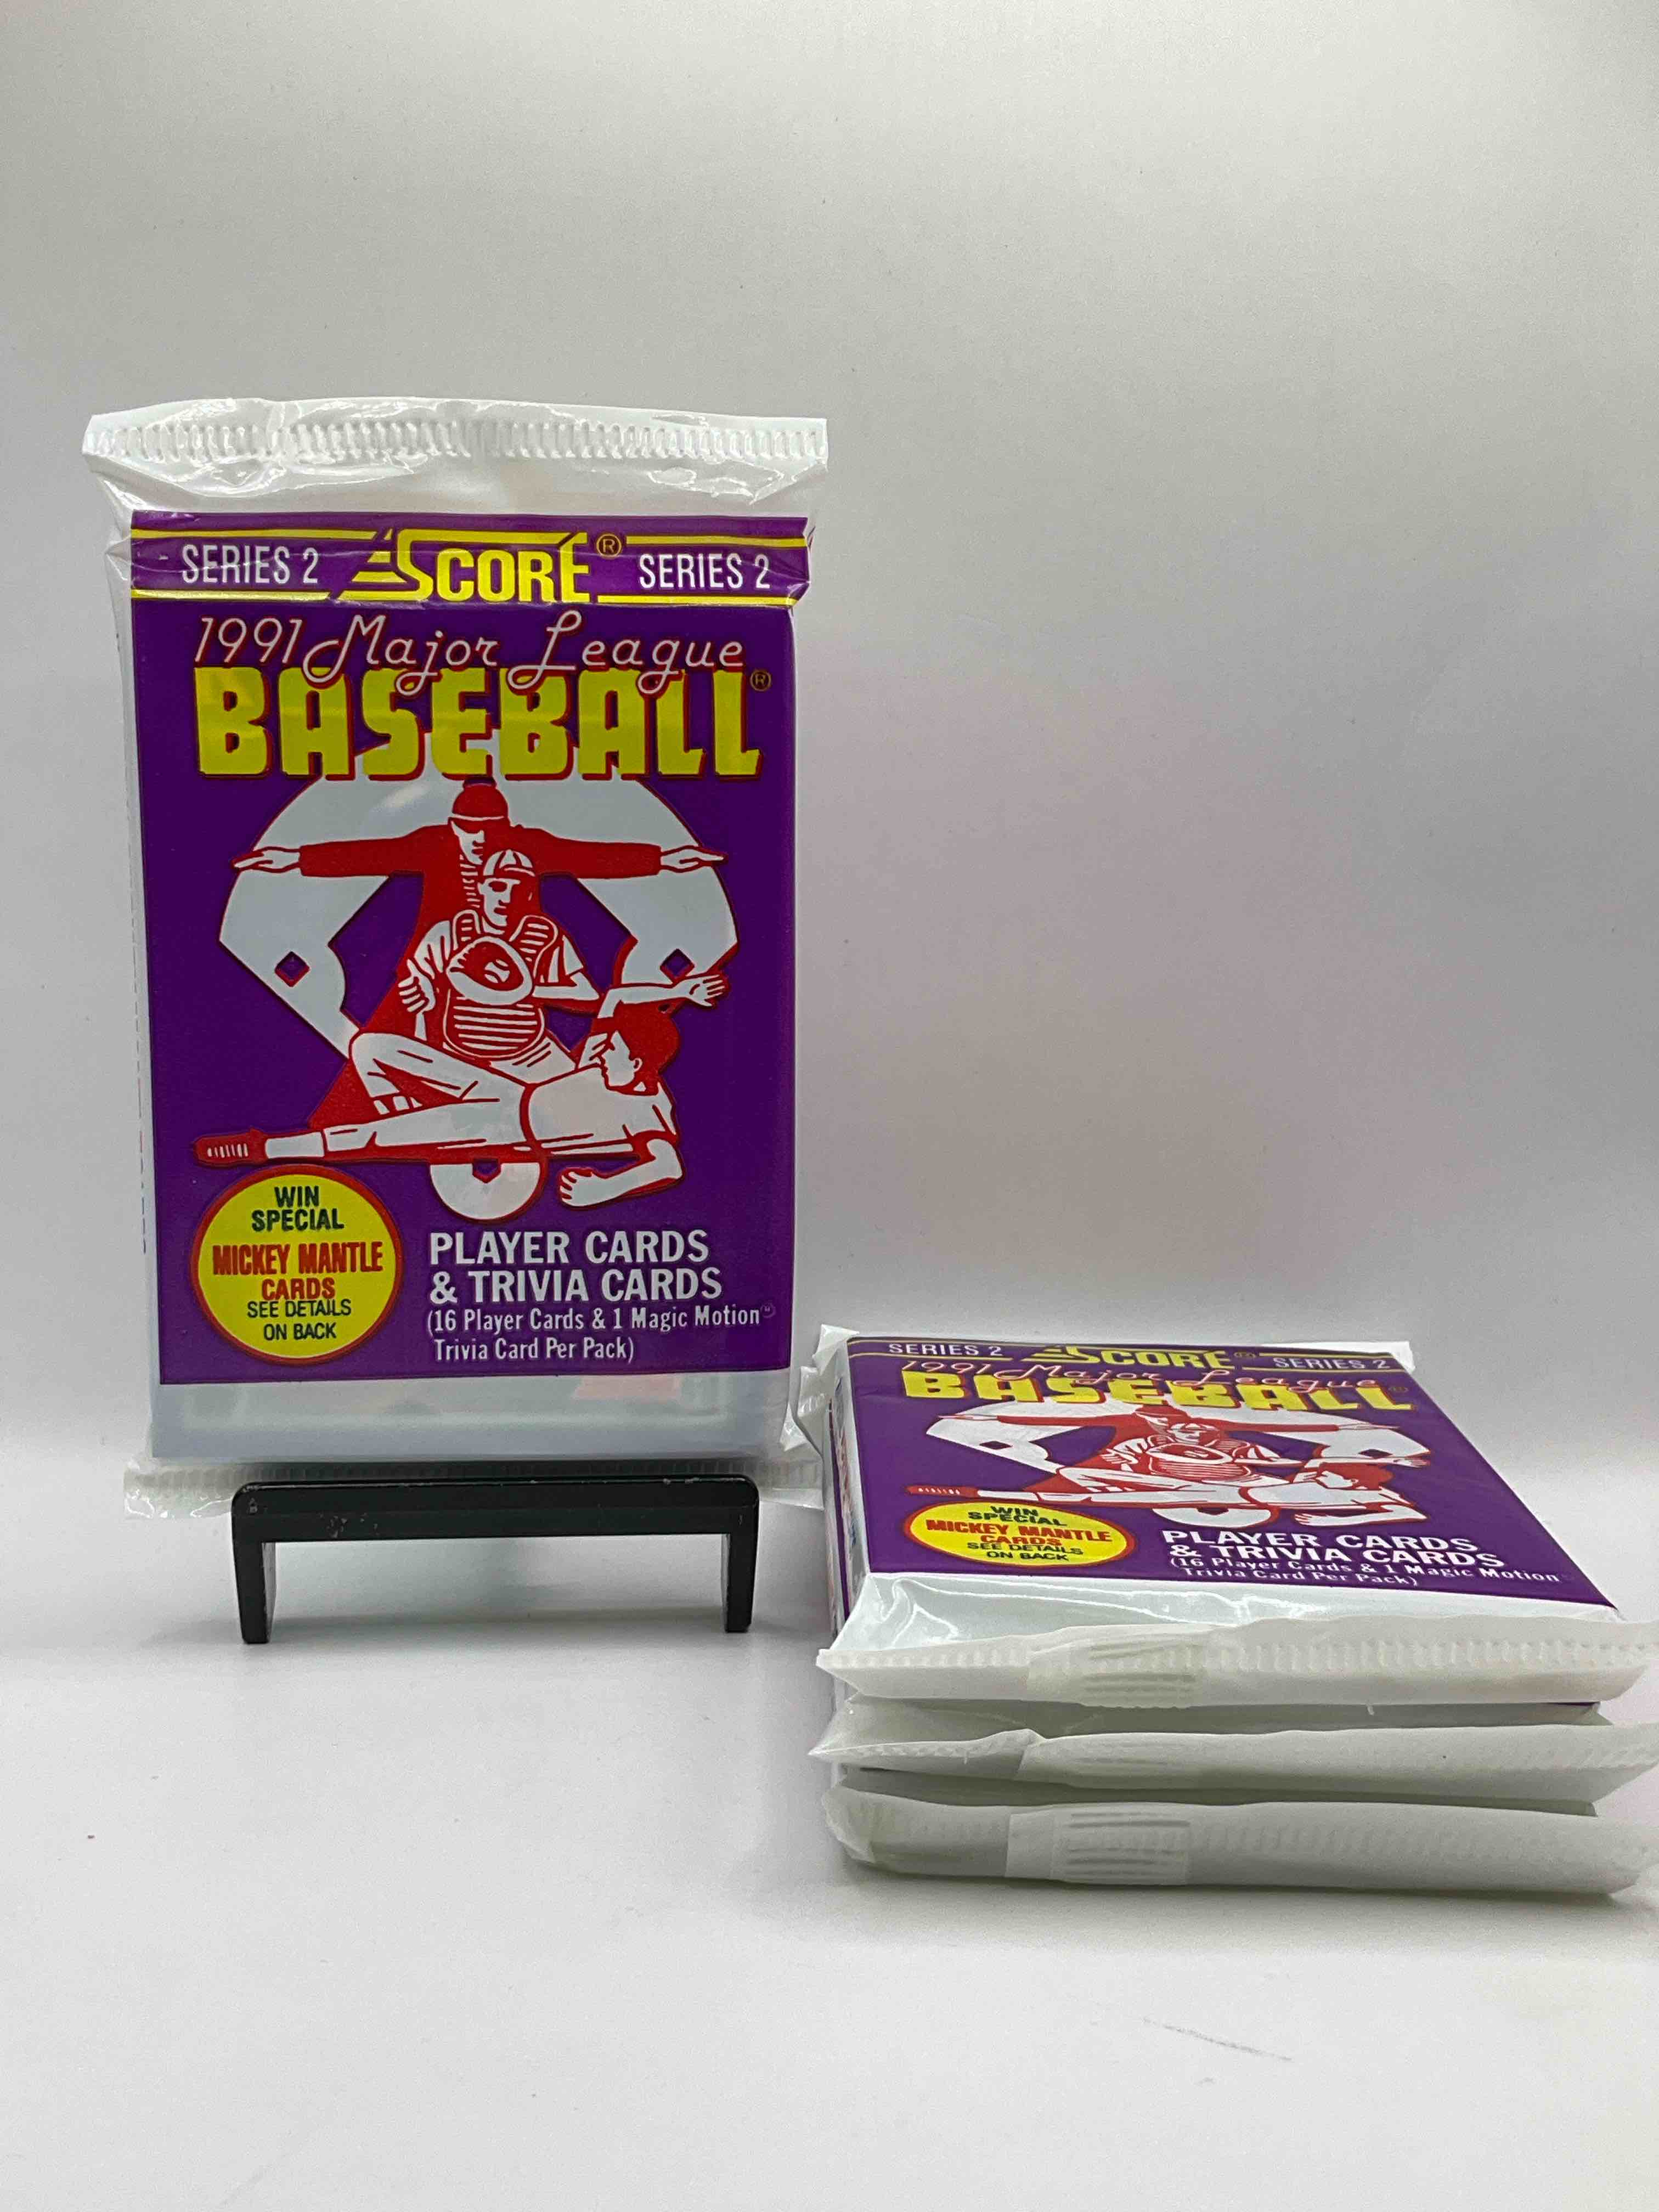 SERIES 2 SCORE® SERIES 2
1991 Major League
BASEBALL®
WIN
SPECIAL
MICKEY MANTLE
CARDS
SEE DETAILS
ON BACK
PLAYER CARDS
& TRIVIA CARDS
(16 Player Cards & 1 Magic Motion
Trivia Card Per Pack)
SERIES 2 SCORE® SERIES 2
1991 Major League
BASEBALL®
WIN
SPECIAL
MICKEY MANTLE
CARDS
SEE DETAILS
ON BACK
PLAYER CARDS
& TRIVIA CARDS
(16 Player Cards & 1 Magic Motion
Trivia Card Per Pack)